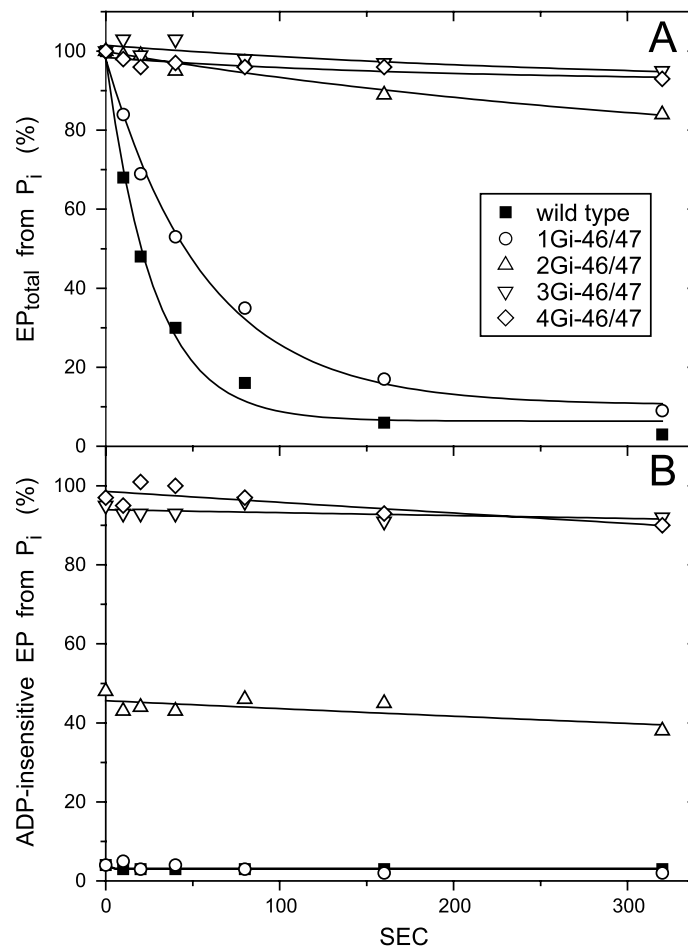 A
EPtotal from Pi (%)
100
80
60
40
20
0
wild type
1Gi-46/47
2Gi-46/47
3Gi-46/47
4Gi-46/47
B
ADP-insensitive EP from Pi (%)
100
80
60
40
20
0
0 100 200 300
SEC